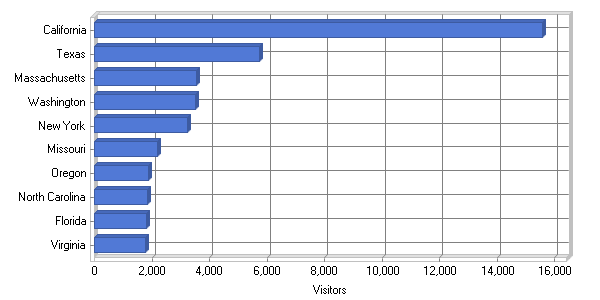 California
Texas
Massachusetts
Washington
New York
Missouri
Oregon
North Carolina
Florida
Virginia
0 2,000 4,000 6,000 8,000 10,000 12,000 14,000 16,000
Visitors